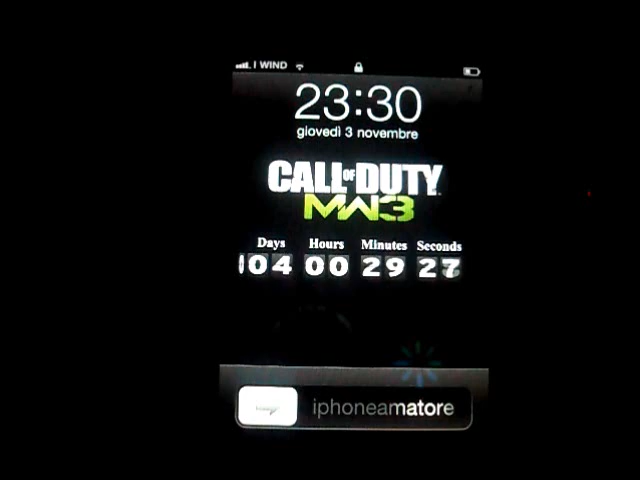 I WIND
23:30
giovedì 3 novembre
CALL OF DUTY
MW3
Days Hours Minutes Seconds
04 00 29 27
iphoneamatore